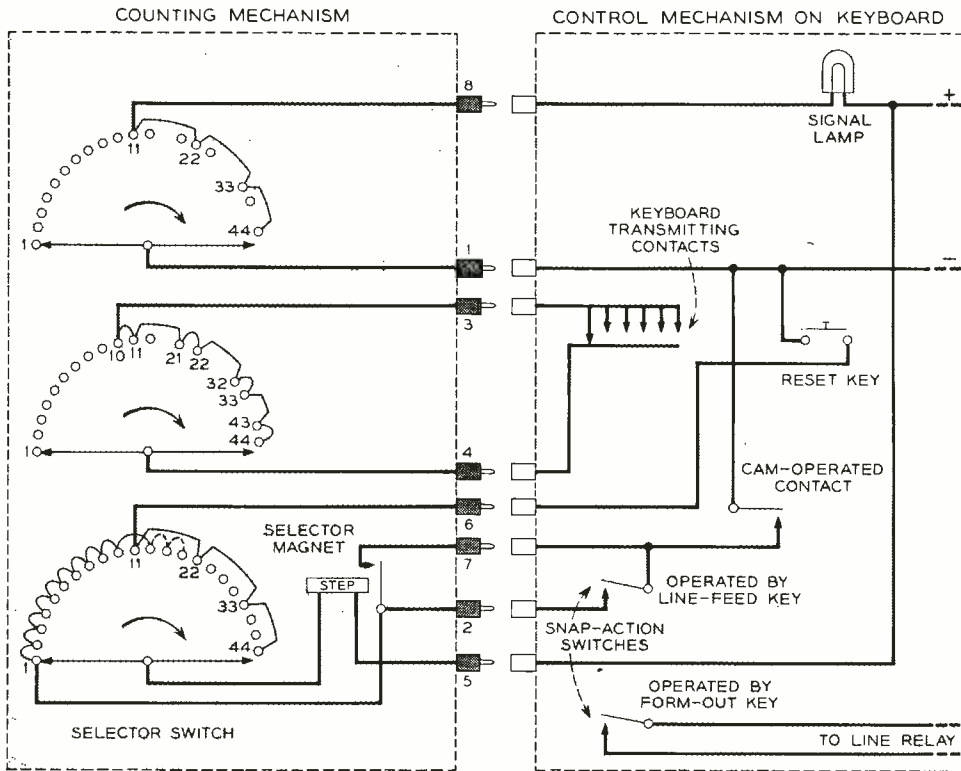 COUNTING MECHANISM
CONTROL MECHANISM ON KEYBOARD
8
+
SIGNAL
LAMP
11
22
33
44
1
1
–
KEYBOARD
TRANSMITTING
CONTACTS
3
10
11
21
22
32
33
43
44
1
RESET KEY
4
CAM-OPERATED
CONTACT
6
SELECTOR
MAGNET
7
11
22
STEP
OPERATED BY
LINE-FEED KEY
33
2
SNAP-ACTION
SWITCHES
44
1
5
OPERATED BY
FORM-OUT KEY
SELECTOR SWITCH
TO LINE RELAY